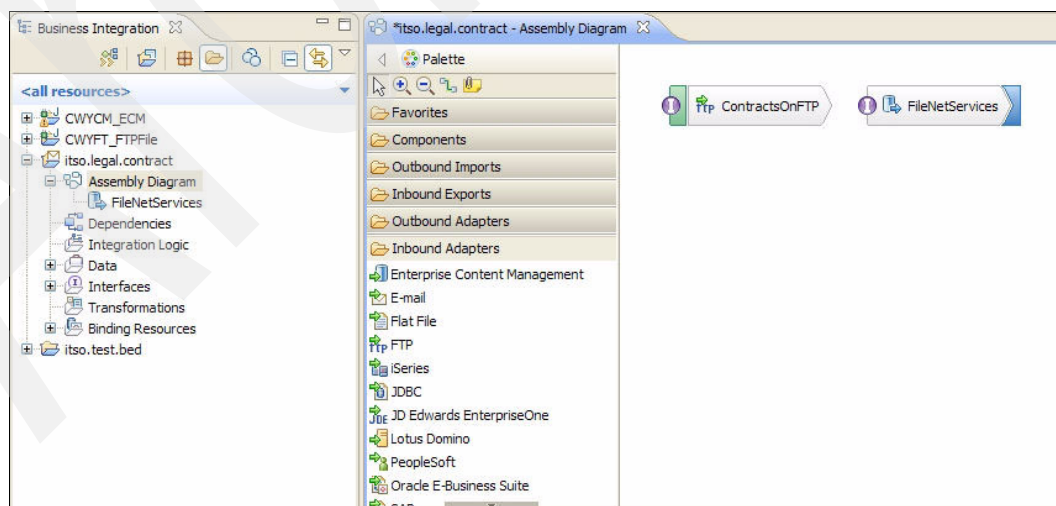 Business Integration
<all resources>
CWYCM_ECM
CWYFT_FTPFile
itso.legal.contract
Assembly Diagram
FileNetServices
Dependencies
Integration Logic
Data
Interfaces
Transformations
Binding Resources
itso.test.bed
*itso.legal.contract - Assembly Diagram
Palette
Favorites
Components
Outbound Imports
Inbound Exports
Outbound Adapters
Inbound Adapters
Enterprise Content Management
E-mail
Flat File
FTP
iSeries
JDBC
JD Edwards EnterpriseOne
Lotus Domino
PeopleSoft
Oracle E-Business Suite
ContractsOnFTP
FileNetServices